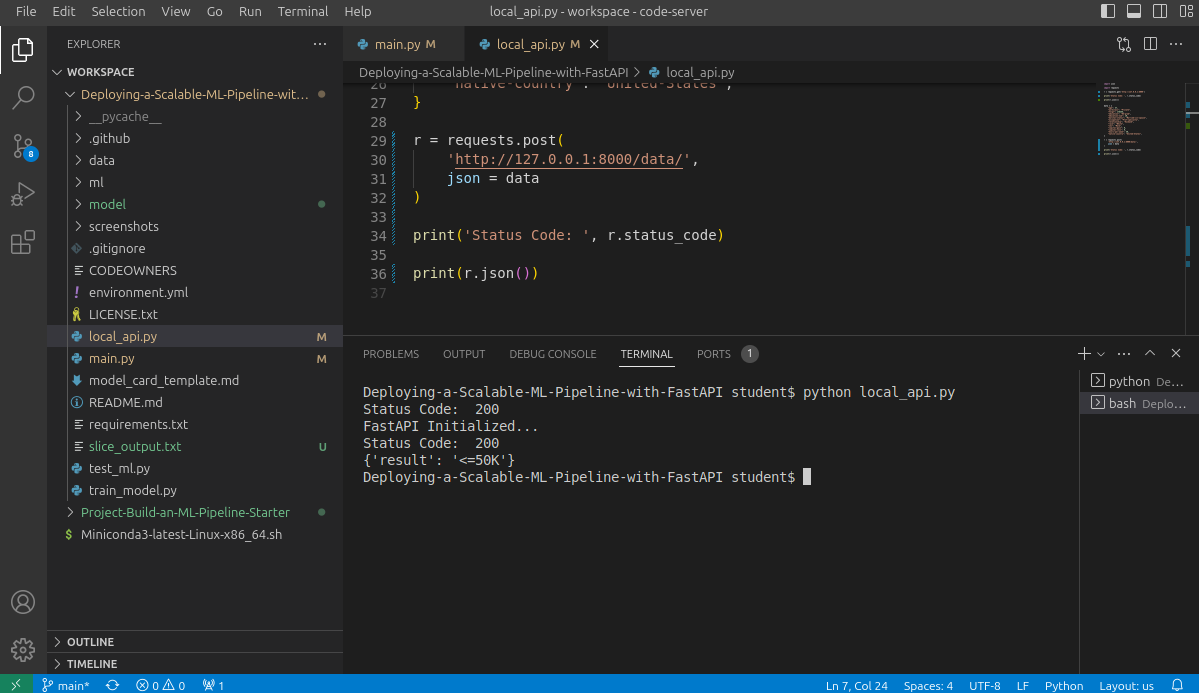 File Edit Selection View Go Run Terminal Help local_api.py - workspace - code-server
EXPLORER
WORKSPACE
Deploying-a-Scalable-ML-Pipeline-wit...
__pycache__
.github
data
ml
model
screenshots
.gitignore
CODEOWNERS
environment.yml
LICENSE.txt
local_api.py M
main.py M
model_card_template.md
README.md
requirements.txt
slice_output.txt U
test_ml.py
train_model.py
Project-Build-an-ML-Pipeline-Starter
Miniconda3-latest-Linux-x86_64.sh
OUTLINE
TIMELINE
8
main.py M local_api.py M
Deploying-a-Scalable-ML-Pipeline-with-FastAPI > local_api.py
26 "native-country": "United-States",
27 }
28
29 r = requests.post(
30 'http://127.0.0.1:8000/data/',
31 json = data
32 )
33
34 print('Status Code: ', r.status_code)
35
36 print(r.json())
37
PROBLEMS OUTPUT DEBUG CONSOLE TERMINAL PORTS 1
Deploying-a-Scalable-ML-Pipeline-with-FastAPI student$ python local_api.py
Status Code:  200
FastAPI Initialized...
Status Code:  200
{'result': '<=50K'}
Deploying-a-Scalable-ML-Pipeline-with-FastAPI student$
python De...
bash Deplo...
main* 0 0 1 Ln 7, Col 24 Spaces: 4 UTF-8 LF Python Layout: us